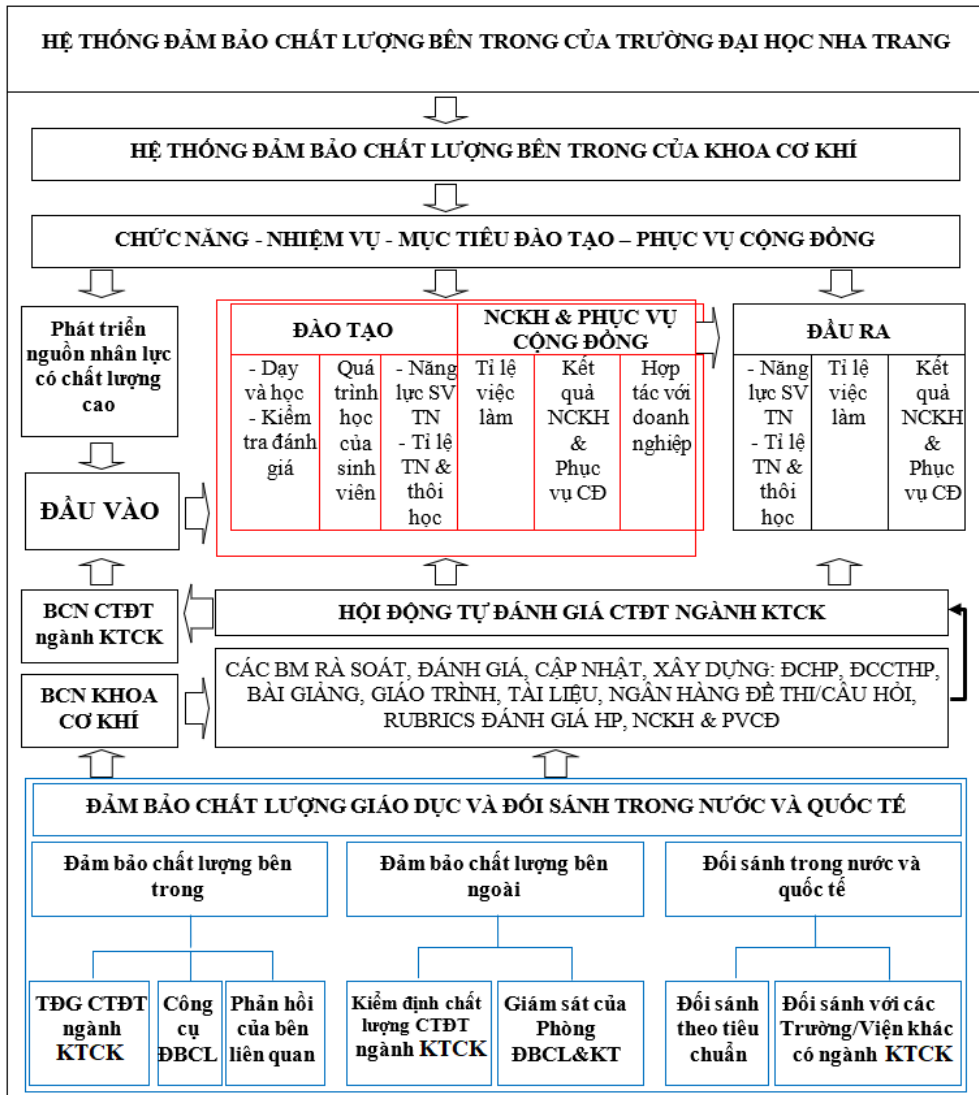 HỆ THỐNG ĐẢM BẢO CHẤT LƯỢNG BÊN TRONG CỦA TRƯỜNG ĐẠI HỌC NHA TRANG
HỆ THỐNG ĐẢM BẢO CHẤT LƯỢNG BÊN TRONG CỦA KHOA CƠ KHÍ
CHỨC NĂNG - NHIỆM VỤ - MỤC TIÊU ĐÀO TẠO – PHỤC VỤ CỘNG ĐỒNG
Phát triển
nguồn nhân lực
có chất lượng
cao
ĐẦU VÀO
ĐÀO TẠO
- Dạy
và học
- Kiểm
tra đánh
giá
Quá
trình
học
của
sinh
viên
- Năng
lực SV
TN
- Tỉ lệ
TN &
thôi
học
NCKH & PHỤC VỤ
CỘNG ĐỒNG
Tỉ lệ
việc
làm
Kết
quả
NCKH
&
Phục
vụ CĐ
Hợp
tác với
doanh
nghiệp
ĐẦU RA
- Năng
lực SV
TN
- Tỉ lệ
TN &
thôi học
Tỉ lệ
việc
làm
Kết
quả
NCKH
&
Phục
vụ CĐ
BCN CTĐT
ngành KTCK
HỘI ĐỘNG TỰ ĐÁNH GIÁ CTĐT NGÀNH KTCK
BCN KHOA
CƠ KHÍ
CÁC BM RÀ SOÁT, ĐÁNH GIÁ, CẬP NHẬT, XÂY DỰNG: ĐCHP, ĐCCTHP,
BÀI GIẢNG, GIÁO TRÌNH, TÀI LIỆU, NGÂN HÀNG ĐỀ THI/CÂU HỎI,
RUBRICS ĐÁNH GIÁ HP, NCKH & PVCĐ
ĐẢM BẢO CHẤT LƯỢNG GIÁO DỤC VÀ ĐỐI SÁNH TRONG NƯỚC VÀ QUỐC TẾ
Đảm bảo chất lượng bên
trong
Đảm bảo chất lượng bên
ngoài
Đối sánh trong nước và
quốc tế
TĐG CTĐT
ngành
KTCK
Công
cụ
ĐBCL
Phản hồi
của bên
liên quan
Kiểm định chất
lượng CTĐT
ngành KTCK
Giám sát của
Phòng
ĐBCL&KT
Đối sánh
theo tiêu
chuẩn
Đối sánh với các
Trường/Viện khác
có ngành KTCK